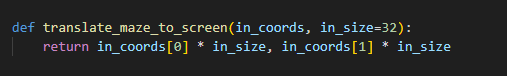 def translate_maze_to_screen(in_coords, in_size=32):
    return in_coords[0] * in_size, in_coords[1] * in_size